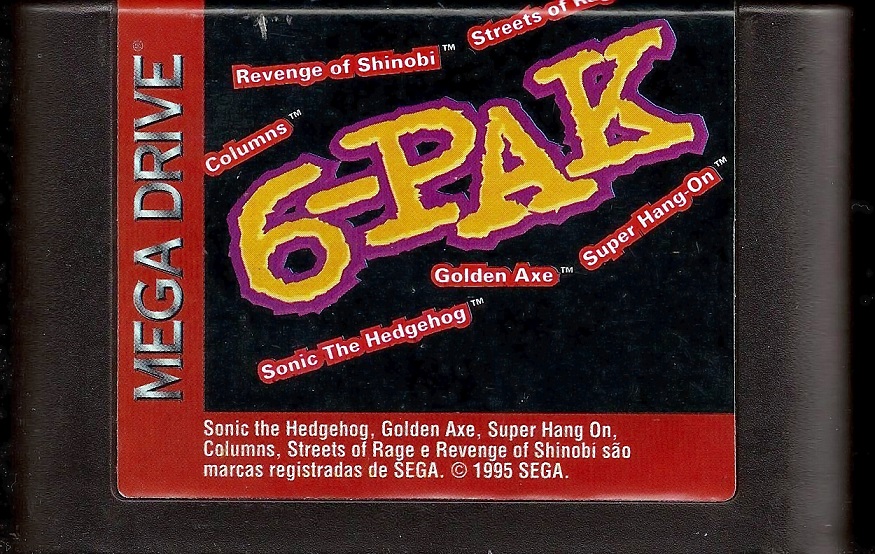 MEGA DRIVE®
Streets of
Revenge of Shinobi™
Columns™
6-PAK
Super Hang-On™
Golden Axe™
Sonic The Hedgehog™
Sonic the Hedgehog, Golden Axe, Super Hang On,
Columns, Streets of Rage e Revenge of Shinobi são
marcas registradas de SEGA. © 1995 SEGA.